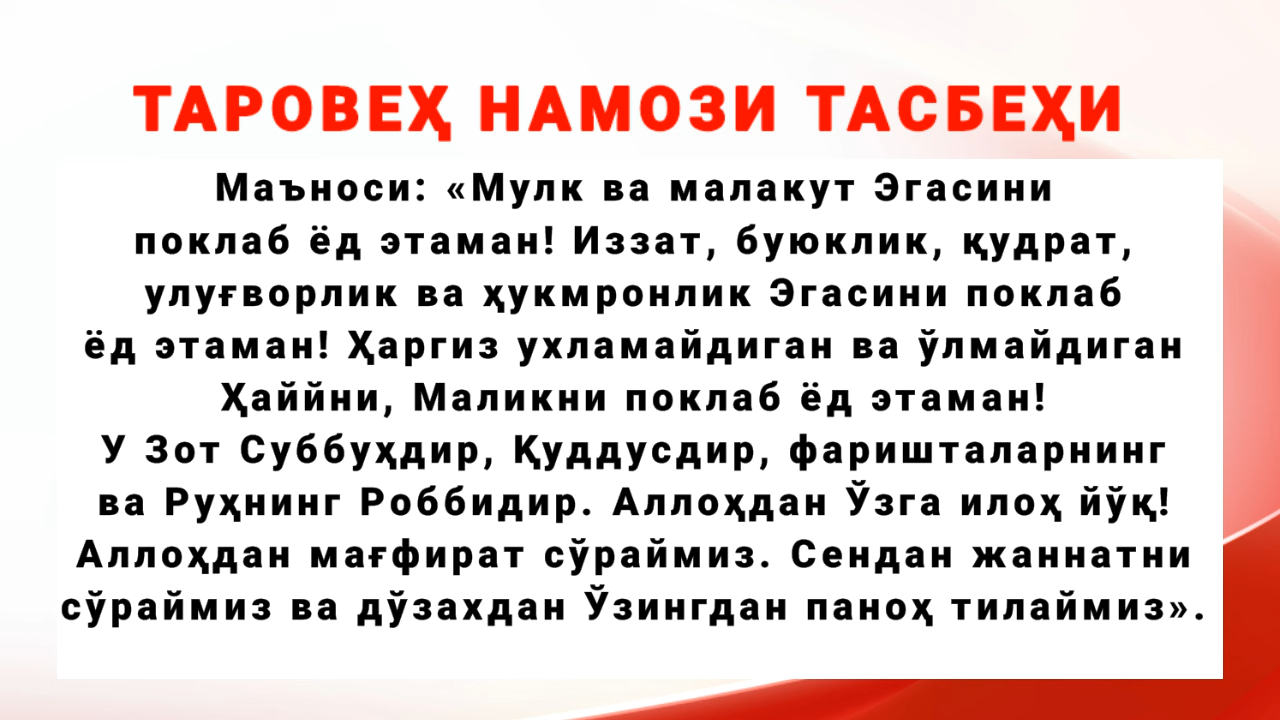 ТАРОВЕҲ НАМОЗИ ТАСБЕҲИ
Маъноси: «Мулк ва малакут Эгасини
поклаб ёд этаман! Иззат, буюклик, қудрат,
улуғворлик ва ҳукмронлик Эгасини поклаб
ёд этаман! Ҳаргиз ухламайдиган ва ўлмайдиган
Ҳаййни, Маликни поклаб ёд этаман!
У Зот Суббуҳдир, Қуддусдир, фаришталарнинг
ва Руҳнинг Роббидир. Аллоҳдан Ўзга илоҳ йўқ!
Аллоҳдан мағфират сўраймиз. Сендан жаннатни
сўраймиз ва дўзахдан Ўзингдан паноҳ тилаймиз».